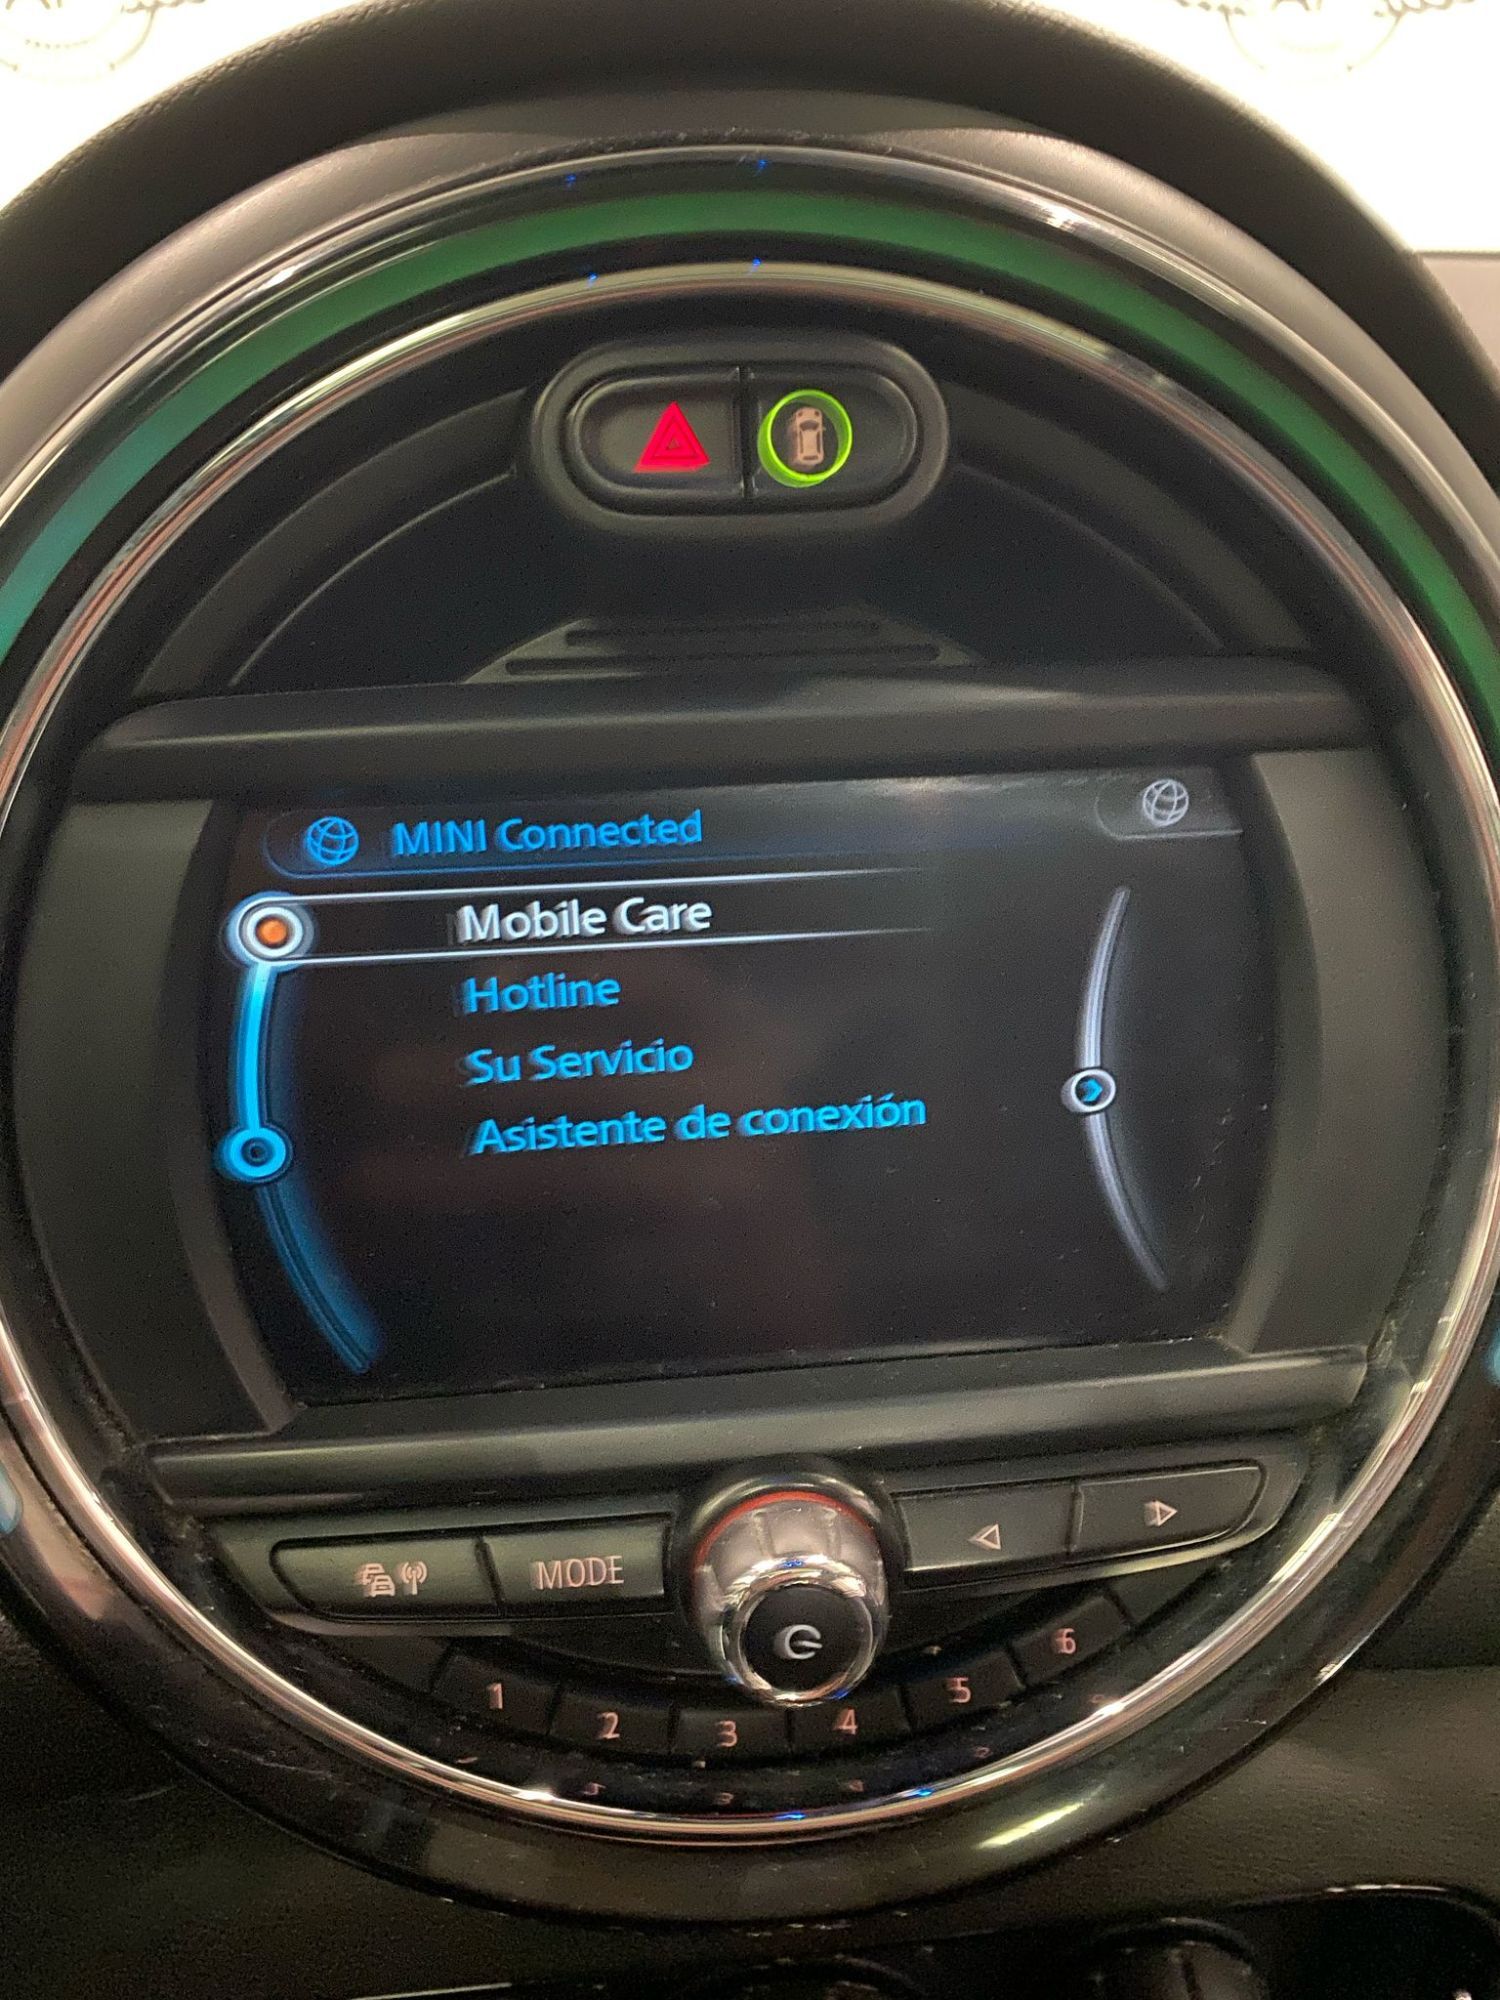 MINI Connected
Mobile Care
Hotline
Su Servicio
Asistente de conexión
MODE
1
2
3
4
5
6